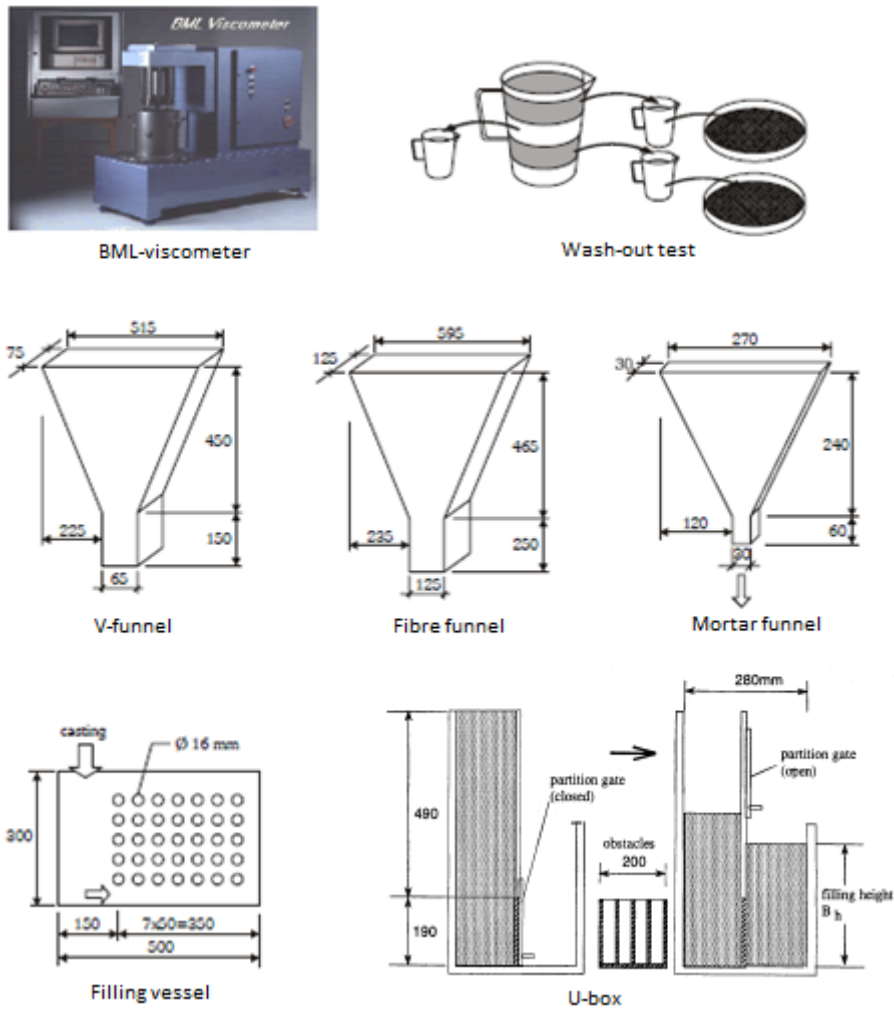 BML Viscometer
BML-viscometer
Wash-out test
515
75
450
225
150
65
V-funnel
595
125
465
235
250
125
Fibre funnel
270
30
240
120
60
30
Mortar funnel
casting
Ø 16 mm
300
150
7x50=350
500
Filling vessel
490
190
partition gate
(closed)
obstacles
200
280mm
partition gate
(open)
filling height
B h
U-box